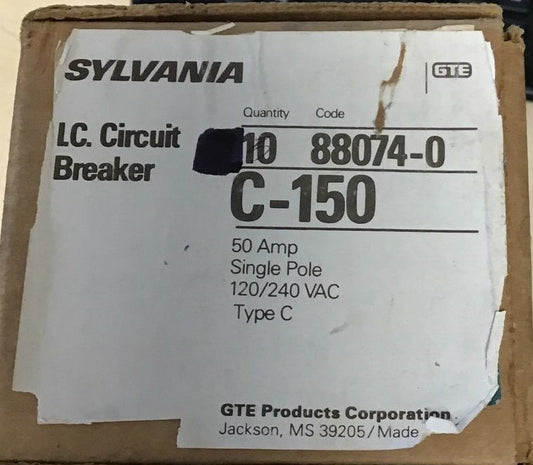 SYLVANIA
GTE
Quantity Code
I.C. Circuit
Breaker
10 88074-0
C-150
50 Amp
Single Pole
120/240 VAC
Type C
GTE Products Corporation
Jackson, MS 39205/Made